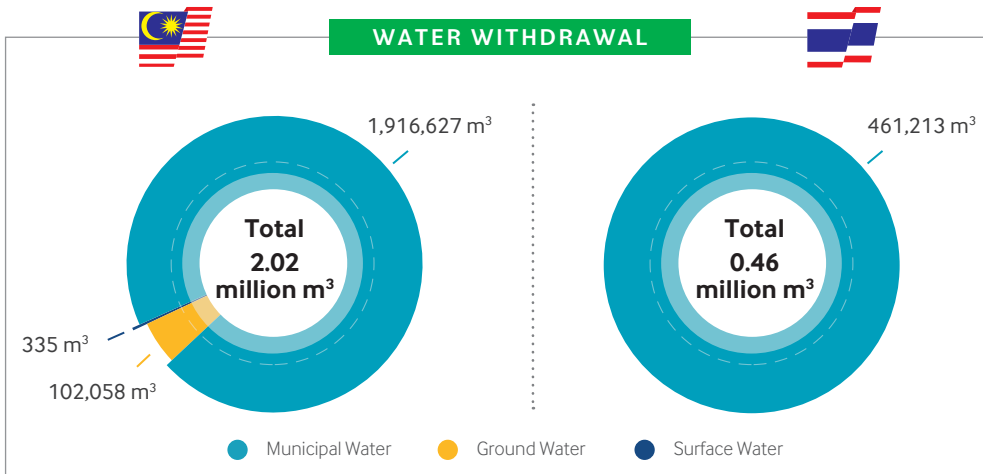 WATER WITHDRAWAL
1,916,627 m³
Total
2.02
million m³
335 m³
102,058 m³
461,213 m³
Total
0.46
million m³
Municipal Water
Ground Water
Surface Water